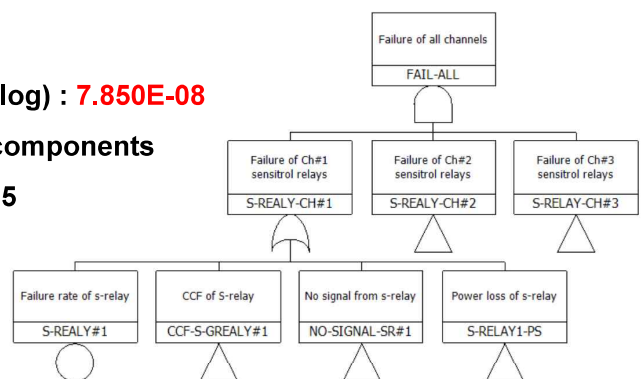 Failure of all channels
FAIL-ALL
log) : 7.850E-08
components
5
Failure of Ch#1
sensitrol relays
S-REALY-CH#1
Failure of Ch#2
sensitrol relays
S-REALY-CH#2
Failure of Ch#3
sensitrol relays
S-RELAY-CH#3
Failure rate of s-relay
S-REALY#1
CCF of S-relay
CCF-S-GREALY#1
No signal from s-relay
NO-SIGNAL-SR#1
Power loss of s-relay
S-RELAY1-PS